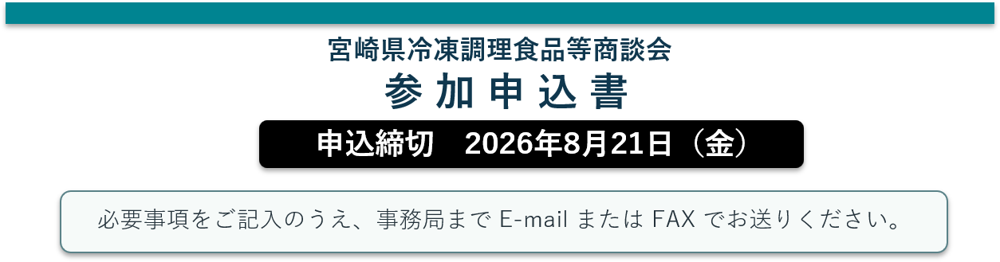 宮崎県冷凍調理食品等商談会
参加申込書
申込締切　2026年8月21日（金）
必要事項をご記入のうえ、事務局まで E-mail または FAX でお送りください。